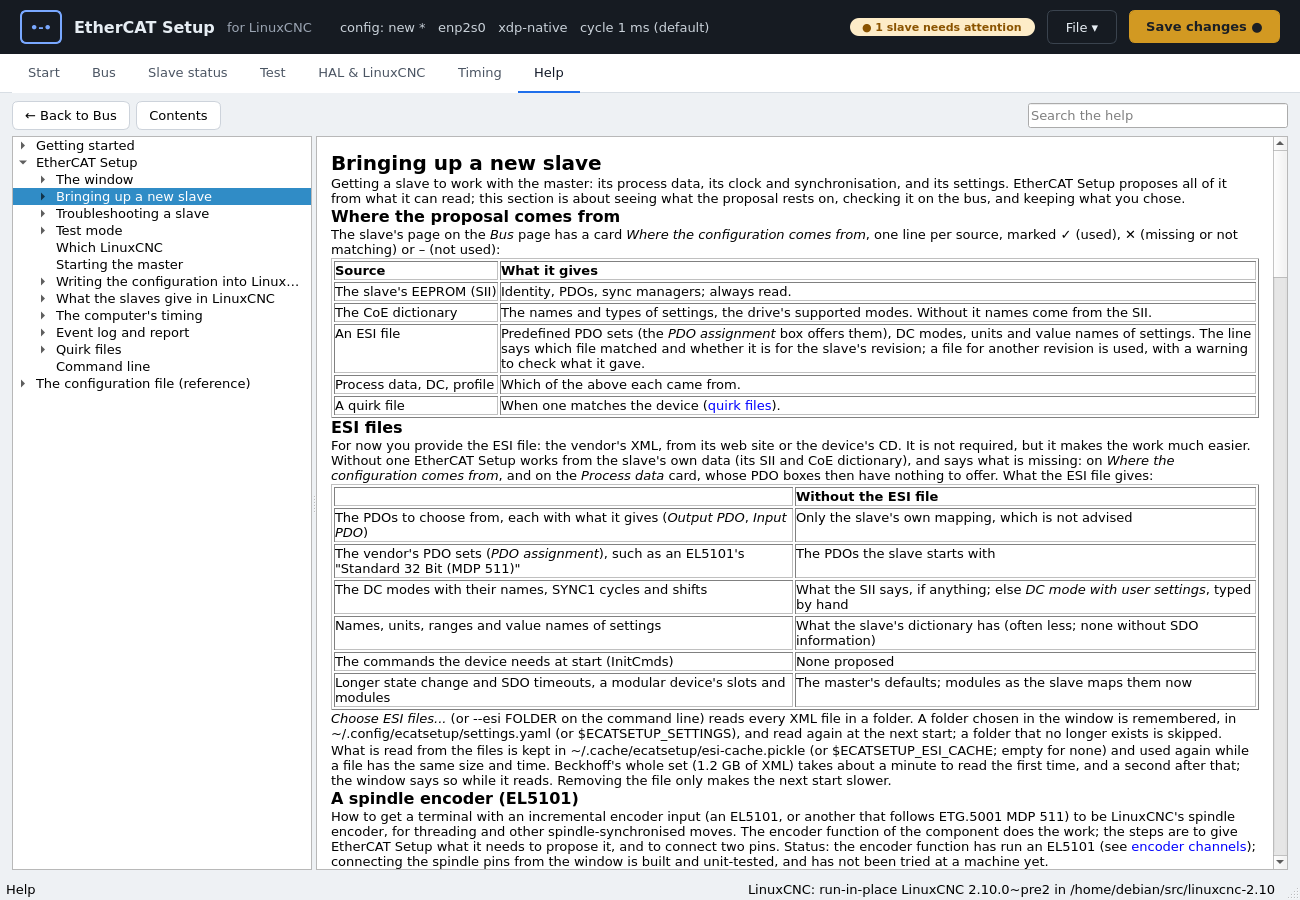 EtherCAT Setup for LinuxCNC config: new * enp2s0 xdp-native cycle 1 ms (default) ● 1 slave needs attention File ▾ Save changes ●
Start Bus Slave status Test HAL & LinuxCNC Timing Help
← Back to Bus Contents Search the help
Getting started
EtherCAT Setup
The window
Bringing up a new slave
Troubleshooting a slave
Test mode
Which LinuxCNC
Starting the master
Writing the configuration into Linux...
What the slaves give in LinuxCNC
The computer's timing
Event log and report
Quirk files
Command line
The configuration file (reference)
Bringing up a new slave
Getting a slave to work with the master: its process data, its clock and synchronisation, and its settings. EtherCAT Setup proposes all of it
from what it can read; this section is about seeing what the proposal rests on, checking it on the bus, and keeping what you chose.
Where the proposal comes from
The slave's page on the Bus page has a card Where the configuration comes from, one line per source, marked ✓ (used), ✕ (missing or not
matching) or – (not used):
Source What it gives
The slave's EEPROM (SII) Identity, PDOs, sync managers; always read.
The CoE dictionary The names and types of settings, the drive's supported modes. Without it names come from the SII.
An ESI file Predefined PDO sets (the PDO assignment box offers them), DC modes, units and value names of settings. The line
says which file matched and whether it is for the slave's revision; a file for another revision is used, with a warning
to check what it gave.
Process data, DC, profile Which of the above each came from.
A quirk file When one matches the device (quirk files).
ESI files
For now you provide the ESI file: the vendor's XML, from its web site or the device's CD. It is not required, but it makes the work much easier.
Without one EtherCAT Setup works from the slave's own data (its SII and CoE dictionary), and says what is missing: on Where the
configuration comes from, and on the Process data card, whose PDO boxes then have nothing to offer. What the ESI file gives:
Without the ESI file
The PDOs to choose from, each with what it gives (Output PDO, Input
PDO)
Only the slave's own mapping, which is not advised
The vendor's PDO sets (PDO assignment), such as an EL5101's
"Standard 32 Bit (MDP 511)"
The PDOs the slave starts with
The DC modes with their names, SYNC1 cycles and shifts
What the SII says, if anything; else DC mode with user settings, typed
by hand
Names, units, ranges and value names of settings
What the slave's dictionary has (often less; none without SDO
information)
The commands the device needs at start (InitCmds) None proposed
Longer state change and SDO timeouts, a modular device's slots and
modules
The master's defaults; modules as the slave maps them now
Choose ESI files... (or --esi FOLDER on the command line) reads every XML file in a folder. A folder chosen in the window is remembered, in
~/.config/ecatsetup/settings.yaml (or $ECATSETUP_SETTINGS), and read again at the next start; a folder that no longer exists is skipped.
What is read from the files is kept in ~/.cache/ecatsetup/esi-cache.pickle (or $ECATSETUP_ESI_CACHE; empty for none) and used again while
a file has the same size and time. Beckhoff's whole set (1.2 GB of XML) takes about a minute to read the first time, and a second after that;
the window says so while it reads. Removing the file only makes the next start slower.
A spindle encoder (EL5101)
How to get a terminal with an incremental encoder input (an EL5101, or another that follows ETG.5001 MDP 511) to be LinuxCNC's spindle
encoder, for threading and other spindle-synchronised moves. The encoder function of the component does the work; the steps are to give
EtherCAT Setup what it needs to propose it, and to connect two pins. Status: the encoder function has run an EL5101 (see encoder channels);
connecting the spindle pins from the window is built and unit-tested, and has not been tried at a machine yet.
Help LinuxCNC: run-in-place LinuxCNC 2.10.0~pre2 in /home/debian/src/linuxcnc-2.10